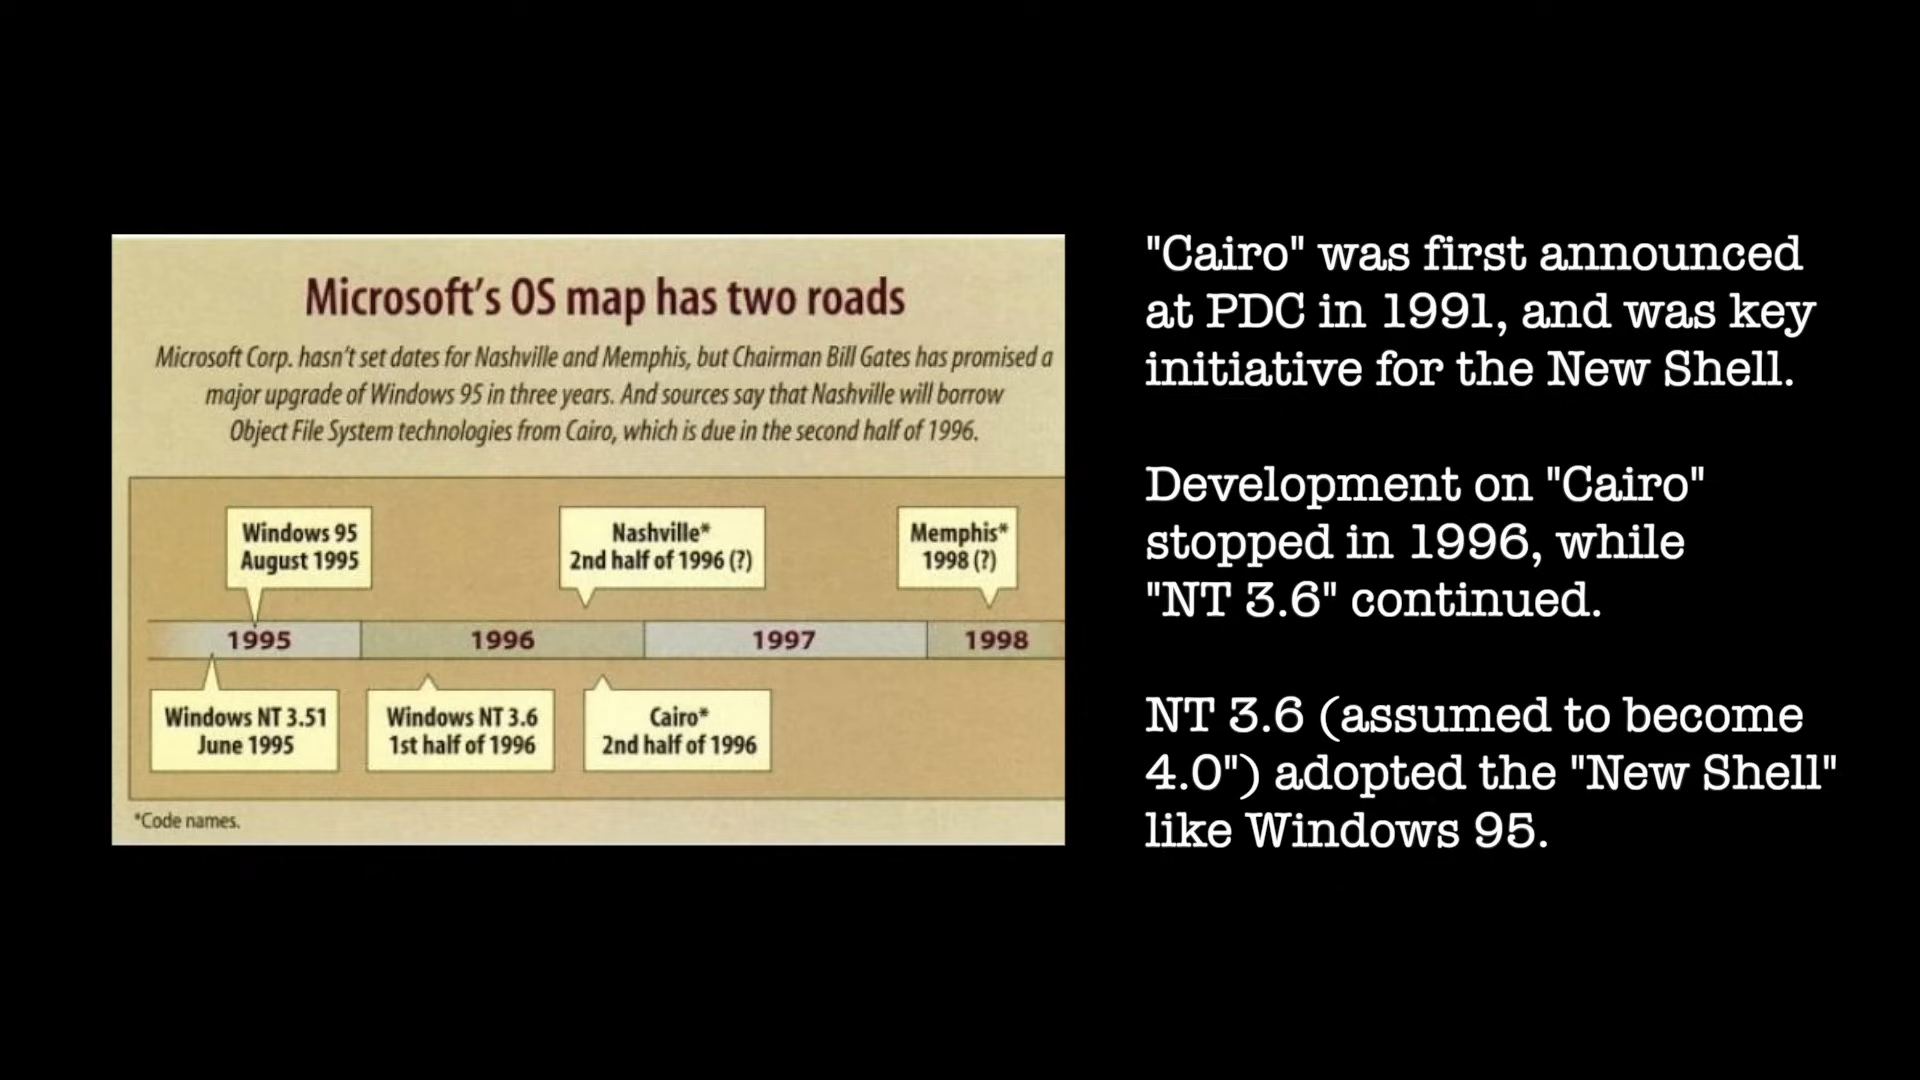 Microsoft's OS map has two roads
Microsoft Corp. hasn't set dates for Nashville and Memphis, but Chairman Bill Gates has promised a
major upgrade of Windows 95 in three years. And sources say that Nashville will borrow
Object File System technologies from Cairo, which is due in the second half of 1996.
Windows 95
August 1995
Nashville*
2nd half of 1996 (?)
Memphis*
1998 (?)
1995
1996
1997
1998
Windows NT 3.51
June 1995
Windows NT 3.6
1st half of 1996
Cairo*
2nd half of 1996
*Code names.
"Cairo" was first announced
at PDC in 1991, and was key
initiative for the New Shell.
Development on "Cairo"
stopped in 1996, while
"NT 3.6" continued.
NT 3.6 (assumed to become
4.0") adopted the "New Shell"
like Windows 95.